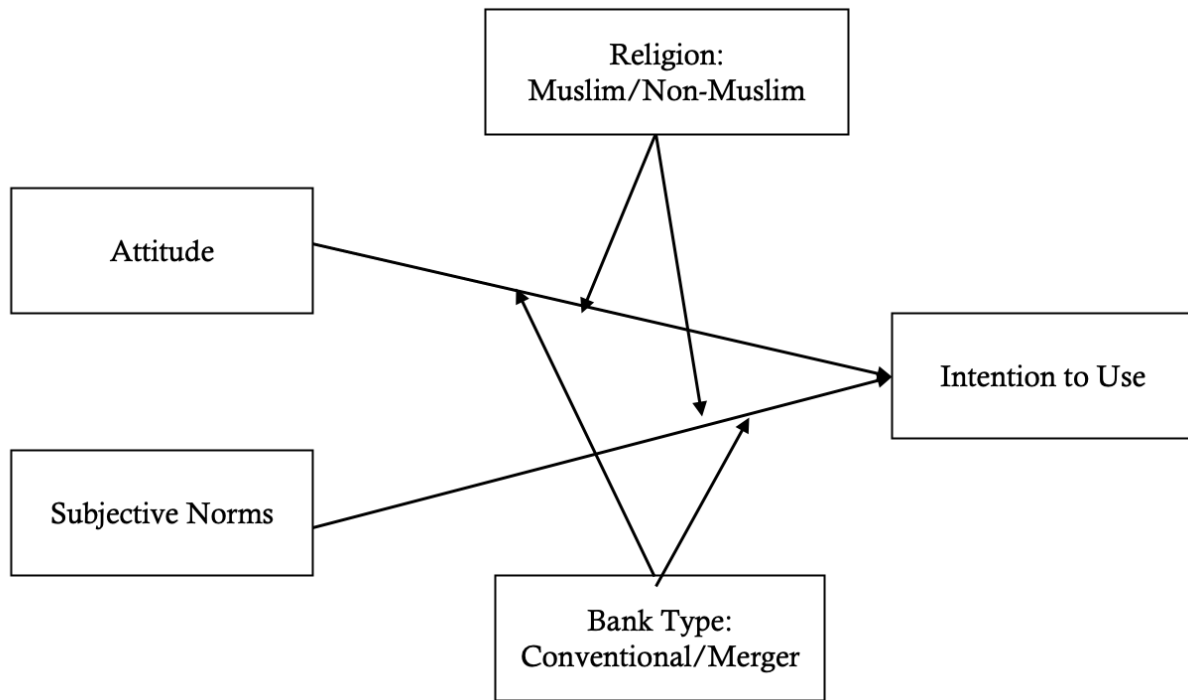 Religion:
Muslim/Non-Muslim
Attitude
Intention to Use
Subjective Norms
Bank Type:
Conventional/Merger